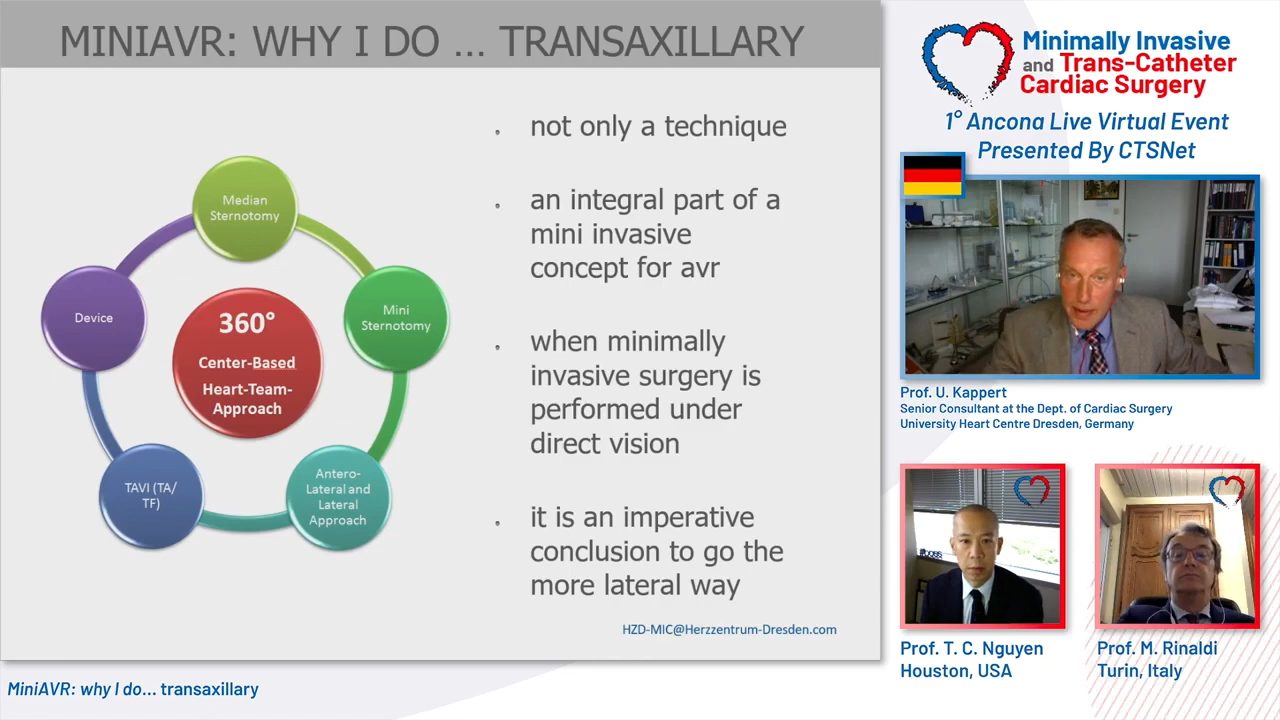 MINIAVR: WHY I DO … TRANSAXILLARY
Median
Sternotomy
Mini
Sternotomy
Antero-
Lateral and
Lateral
Approach
TAVI (TA/
TF)
Device
360°
Center-Based
Heart-Team-
Approach
not only a technique
an integral part of a
mini invasive
concept for avr
when minimally
invasive surgery is
performed under
direct vision
it is an imperative
conclusion to go the
more lateral way
HZD-MIC@Herzzentrum-Dresden.com
MiniAVR: why I do... transaxillary
Minimally Invasive
and Trans-Catheter
Cardiac Surgery
1° Ancona Live Virtual Event
Presented By CTSNet
Prof. U. Kappert
Senior Consultant at the Dept. of Cardiac Surgery
University Heart Centre Dresden, Germany
Prof. T. C. Nguyen
Houston, USA
Prof. M. Rinaldi
Turin, Italy